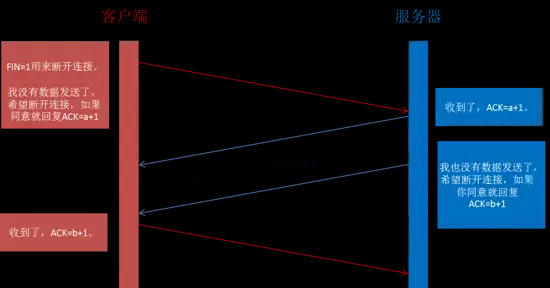 客户端
服务器
FIN=1用来断开连接。
我没有数据发送了，
希望断开连接，如果
同意就回复ACK=a+1
收到了，ACK=a+1。
我也没有数据发送了，
希望断开连接，如果
你同意就回复
ACK=b+1
收到了，ACK=b+1。